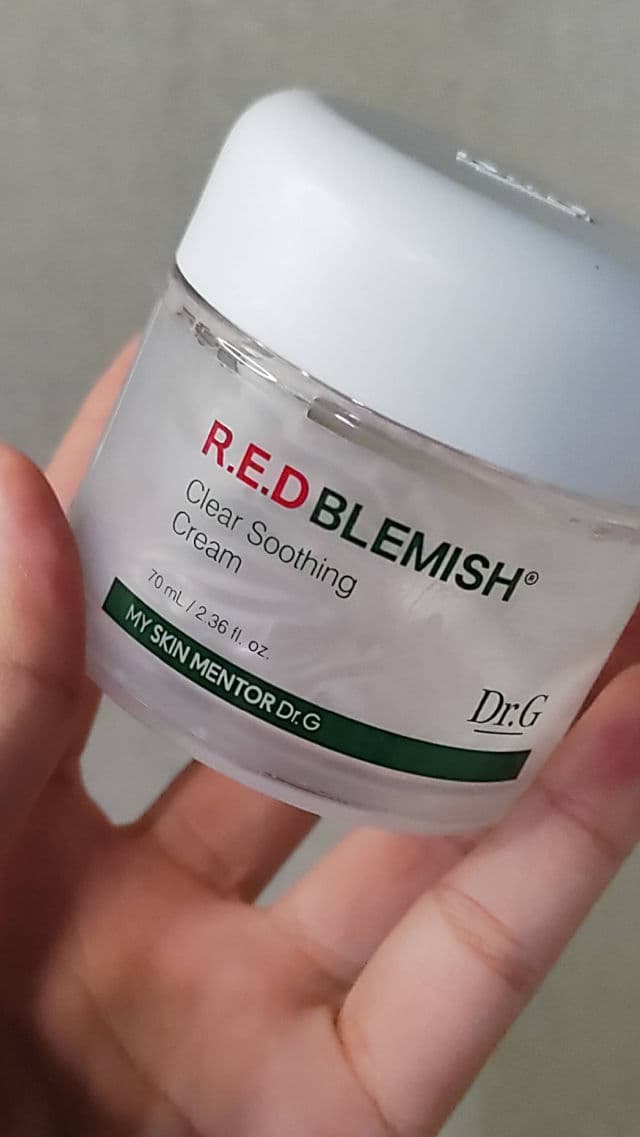 R.E.D BLEMISH®
Clear Soothing
Cream
70 mL / 2.36 fl. oz.
MY SKIN MENTOR Dr.G
Dr.G